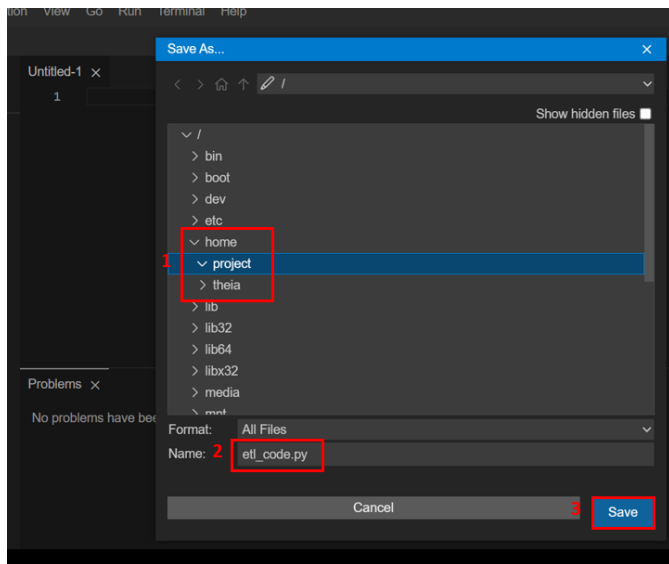 tion View Go Run Terminal Help
Save As...
Untitled-1
/
1
Show hidden files
/
bin
boot
dev
etc
home
1 project
theia
lib
lib32
lib64
libx32
media
mnt
Problems
No problems have bee
Format: All Files
Name: 2 etl_code.py
Cancel
3 Save